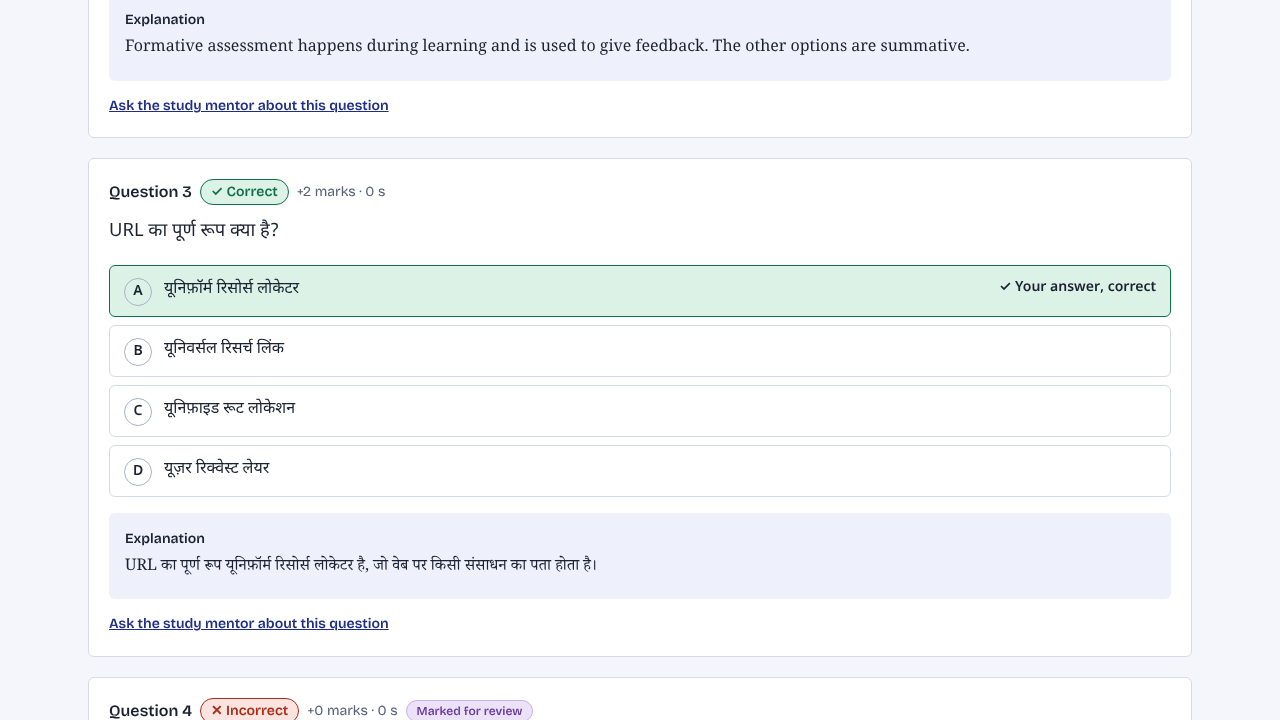 Explanation
Formative assessment happens during learning and is used to give feedback. The other options are summative.
Ask the study mentor about this question
Question 3 ✓ Correct +2 marks · 0 s
URL का पूर्ण रूप क्या है?
A यूनिफ़ॉर्म रिसोर्स लोकेटर ✓ Your answer, correct
B यूनिवर्सल रिसर्च लिंक
C यूनिफ़ाइड रूट लोकेशन
D यूज़र रिक्वेस्ट लेयर
Explanation
URL का पूर्ण रूप यूनिफ़ॉर्म रिसोर्स लोकेटर है, जो वेब पर किसी संसाधन का पता होता है।
Ask the study mentor about this question
Question 4 ✕ Incorrect +0 marks · 0 s Marked for review